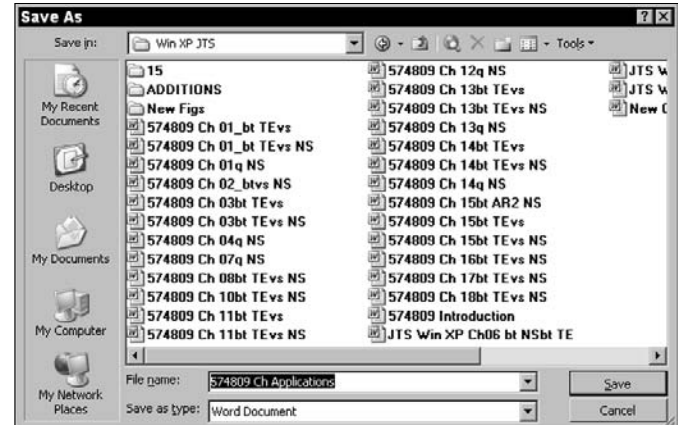 Save As
Save in:
Win XP JTS
Tools
My Recent
Documents
Desktop
My Documents
My Computer
My Network
Places
15
ADDITIONS
New Figs
574809 Ch 01_bt TEvs
574809 Ch 01_bt TEvs NS
574809 Ch 01q NS
574809 Ch 02_btvs NS
574809 Ch 03bt TEvs
574809 Ch 03bt TEvs NS
574809 Ch 04q NS
574809 Ch 07q NS
574809 Ch 08bt TEvs NS
574809 Ch 10bt TEvs NS
574809 Ch 11bt TEvs
574809 Ch 11bt TEvs NS
574809 Ch 12q NS
574809 Ch 13bt TEvs
574809 Ch 13bt TEvs NS
574809 Ch 13q NS
574809 Ch 14bt TEvs
574809 Ch 14bt TEvs NS
574809 Ch 14q NS
574809 Ch 15bt AR2 NS
574809 Ch 15bt TEvs
574809 Ch 15bt TEvs NS
574809 Ch 16bt TEvs NS
574809 Ch 17bt TEvs NS
574809 Ch 18bt TEvs NS
574809 Introduction
JTS Win XP Ch06 bt NSbt TE
JTS
JTS
New
File name:
574809 Ch Applications
Save
Save as type:
Word Document
Cancel